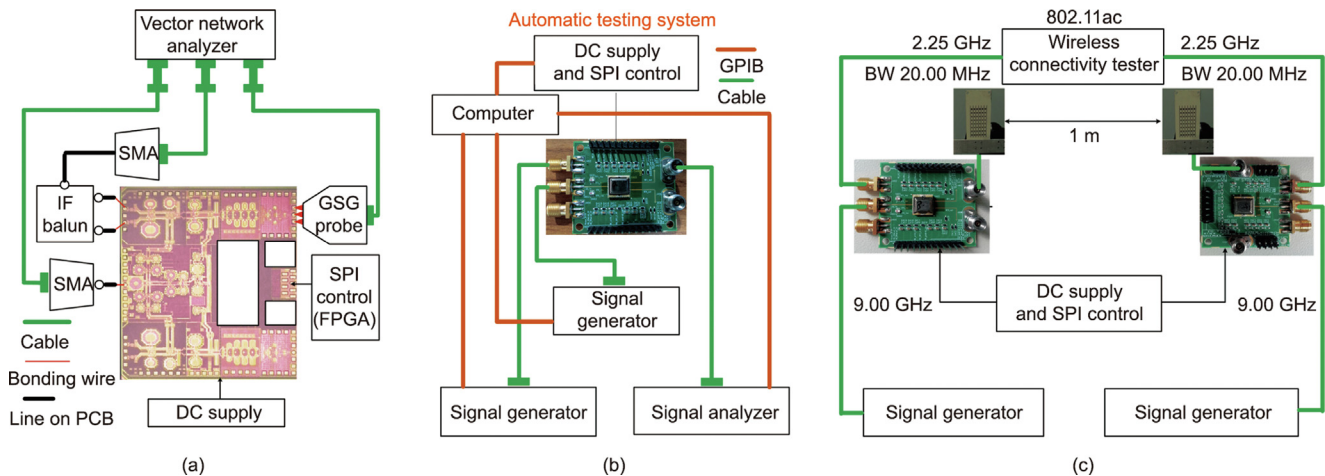 Vector network
analyzer
SMA
IF
balun
GSG
probe
SMA
SPI
control
(FPGA)
Cable
Bonding wire
Line on PCB
DC supply
(a)
Automatic testing system
DC supply
and SPI control
GPIB
Cable
Computer
Signal
generator
Signal generator
Signal analyzer
(b)
802.11ac
2.25 GHz
Wireless
connectivity tester
2.25 GHz
BW 20.00 MHz
BW 20.00 MHz
1 m
9.00 GHz
DC supply
and SPI control
9.00 GHz
Signal generator
Signal generator
(c)